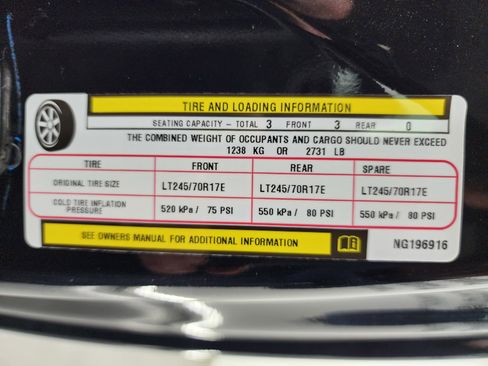 TIRE AND LOADING INFORMATION
SEATING CAPACITY - TOTAL 3 FRONT 3 REAR 0
THE COMBINED WEIGHT OF OCCUPANTS AND CARGO SHOULD NEVER EXCEED
1238 KG OR 2731 LB
TIRE FRONT REAR SPARE
ORIGINAL TIRE SIZE LT245/70R17E LT245/70R17E LT245/70R17E
COLD TIRE INFLATION PRESSURE 520 kPa / 75 PSI 550 kPa / 80 PSI 550 kPa / 80 PSI
SEE OWNERS MANUAL FOR ADDITIONAL INFORMATION NG196916